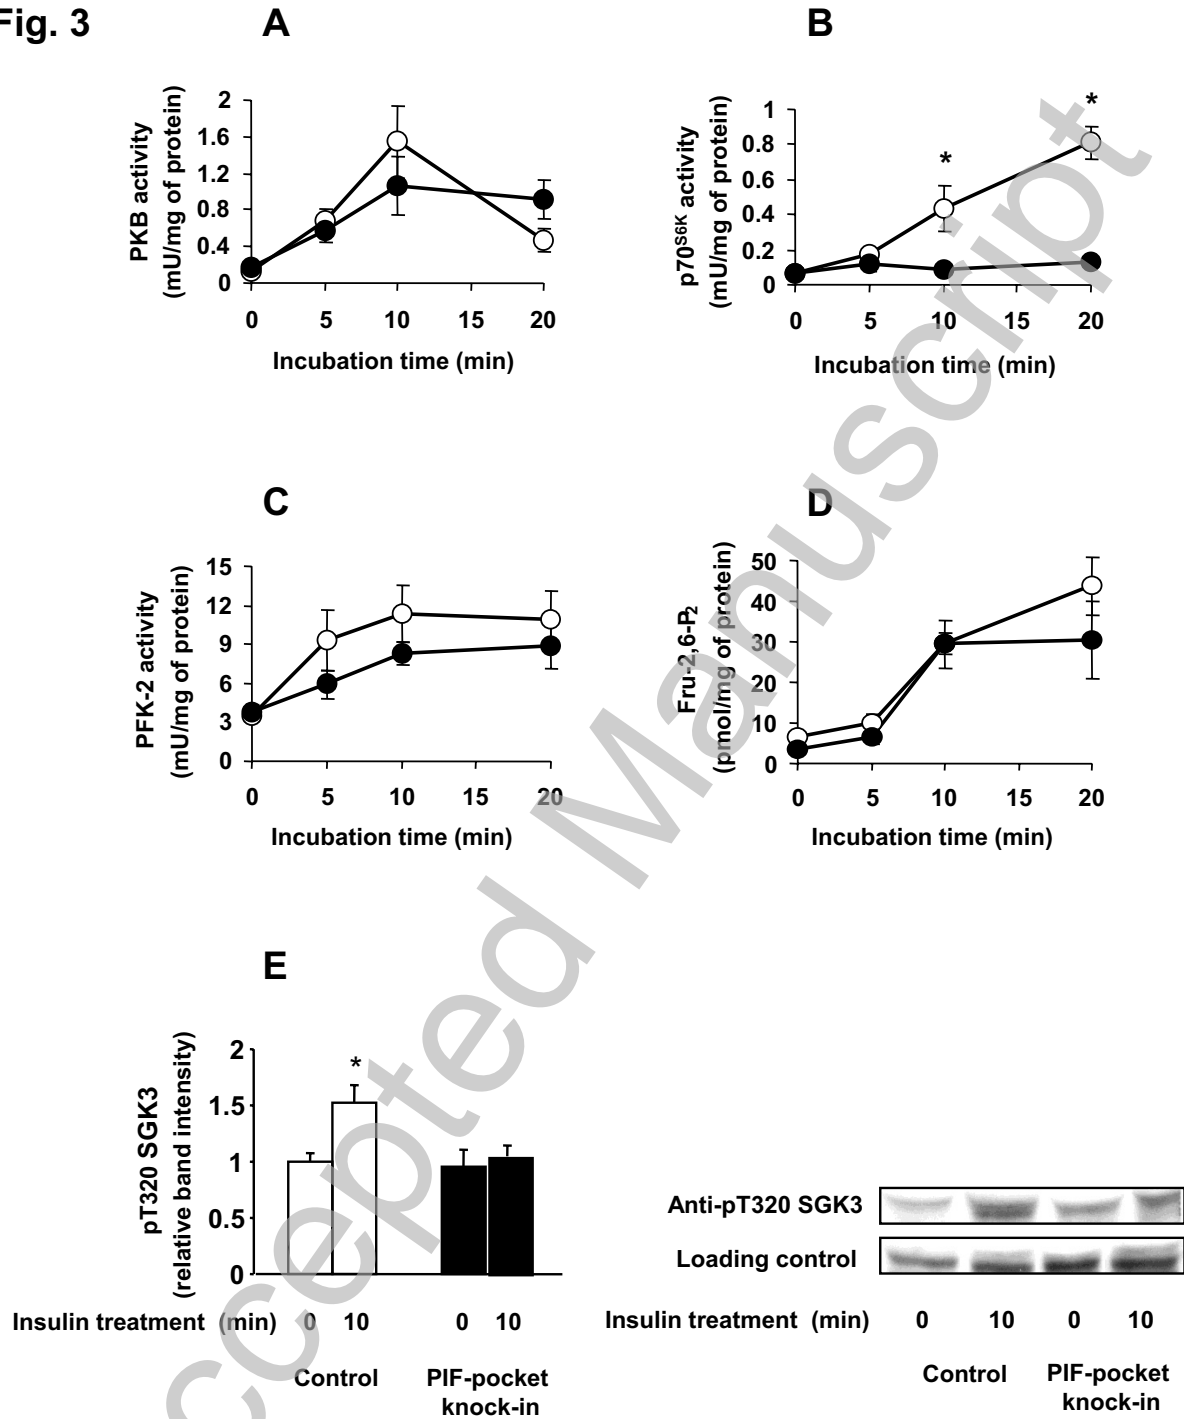 Fig. 3
A
B
PKB activity
(mU/mg of protein)
2
1.6
1.2
0.8
0.4
0
0 5 10 15 20
Incubation time (min)
p70S6K activity
(mU/mg of protein)
1
0.8
0.6
0.4
0.2
0
*
*
0 5 10 15 20
Incubation time (min)
C
D
PFK-2 activity
(mU/mg of protein)
15
12
9
6
3
0
0 5 10 15 20
Incubation time (min)
Fru-2,6-P2
(pmol/mg of protein)
50
40
30
20
10
0
0 5 10 15 20
Incubation time (min)
E
pT320 SGK3
(relative band intensity)
2
1.5
1
0.5
0
*
Insulin treatment (min) 0 10 0 10
Control
PIF-pocket
knock-in
Anti-pT320 SGK3
Loading control
Insulin treatment (min) 0 10 0 10
Control
PIF-pocket
knock-in
ccepted Manuscript